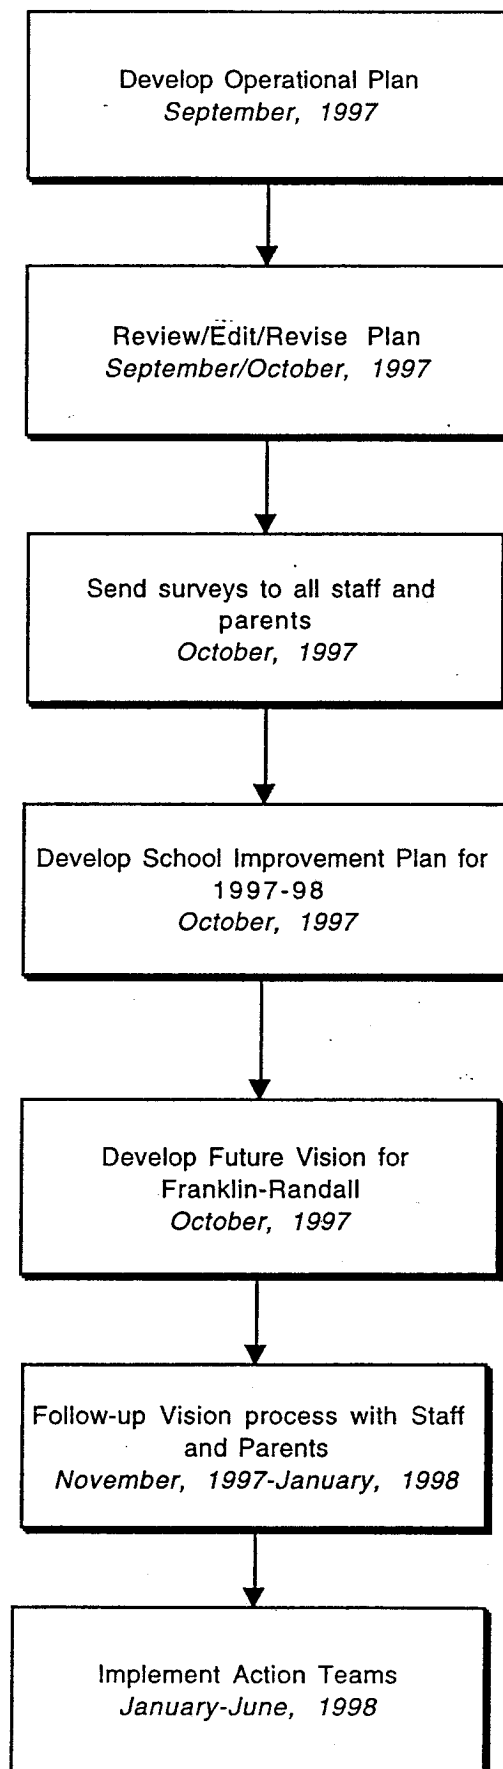 Develop Operational Plan
September, 1997
Review/Edit/Revise Plan
September/October, 1997
Send surveys to all staff and
parents
October, 1997
Develop School Improvement Plan for
1997-98
October, 1997
Develop Future Vision for
Franklin-Randall
October, 1997
Follow-up Vision process with Staff
and Parents
November, 1997-January, 1998
Implement Action Teams
January-June, 1998